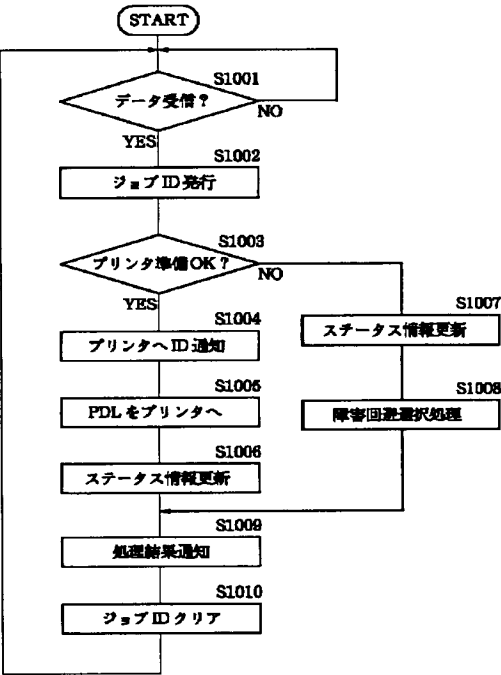 START
S1001
データ受信?
NO
YES
S1002
ジョブID発行
S1003
プリンタ準備OK?
NO
YES
S1004
プリンタへID通知
S1005
PDLをプリンタへ
S1006
ステータス情報更新
S1007
ステータス情報更新
S1008
障害回避選択処理
S1009
処理結果通知
S1010
ジョブIDクリア